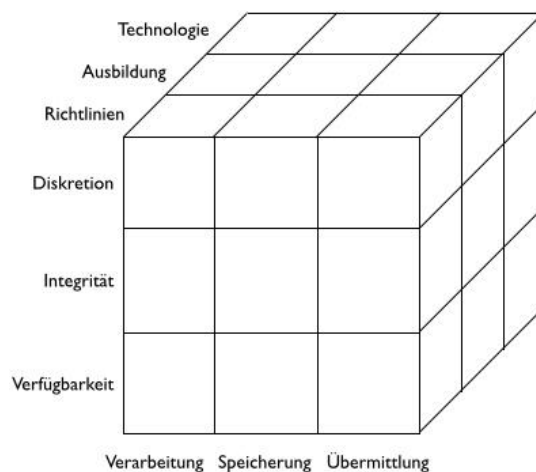 Technologie
Ausbildung
Richtlinien
Diskretion
Integrität
Verfügbarkeit
Verarbeitung Speicherung Übermittlung